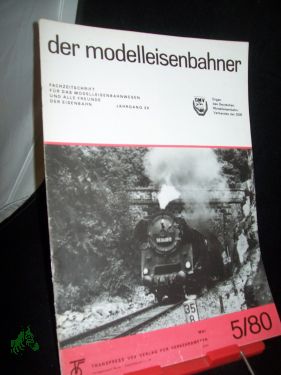 der modelleisenbahner
FACHZEITSCHRIFT
FÜR DAS MODELLEISENBAHNWESEN
UND ALLE FREUNDE
DER EISENBAHN
JAHRGANG 29
DMV
Organ
des Deutschen
Modelleisenbahn-
Verbandes der DDR
35
8
MAI
TRANSPRESS VEB VERLAG FÜR VERKEHRSWESEN
5/80